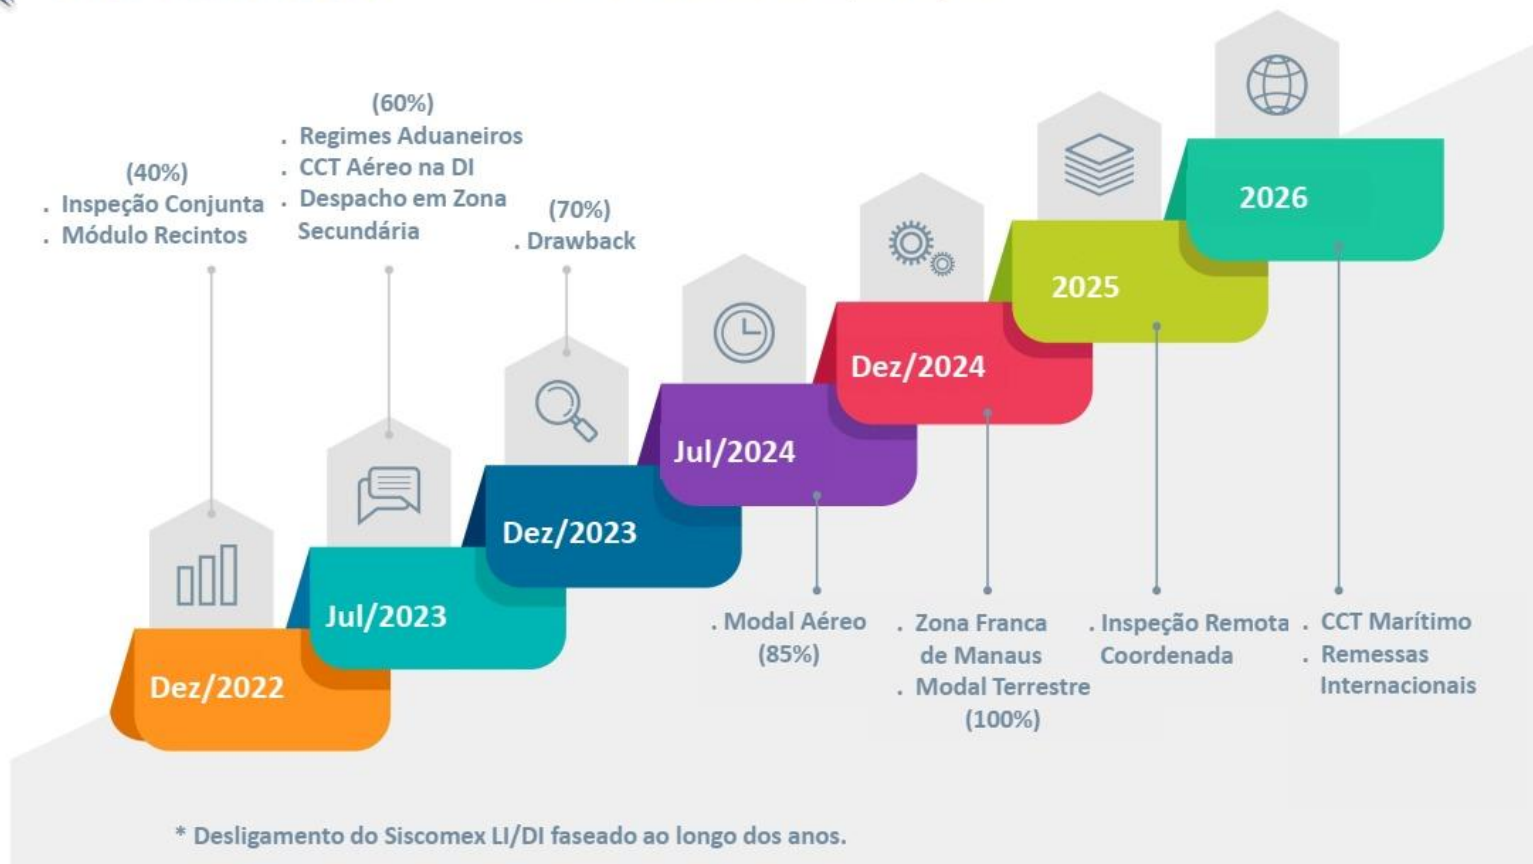 (40%)
. Inspeção Conjunta
. Módulo Recintos
(60%)
. Regimes Aduaneiros
. CCT Aéreo na DI
. Despacho em Zona
Secundária
(70%)
. Drawback
Dez/2022
Jul/2023
Dez/2023
Jul/2024
Dez/2024
2025
2026
. Modal Aéreo
(85%)
. Zona Franca
de Manaus
. Modal Terrestre
(100%)
. Inspeção Remota
Coordenada
. CCT Marítimo
. Remessas
Internacionais
* Desligamento do Siscomex LI/DI faseado ao longo dos anos.